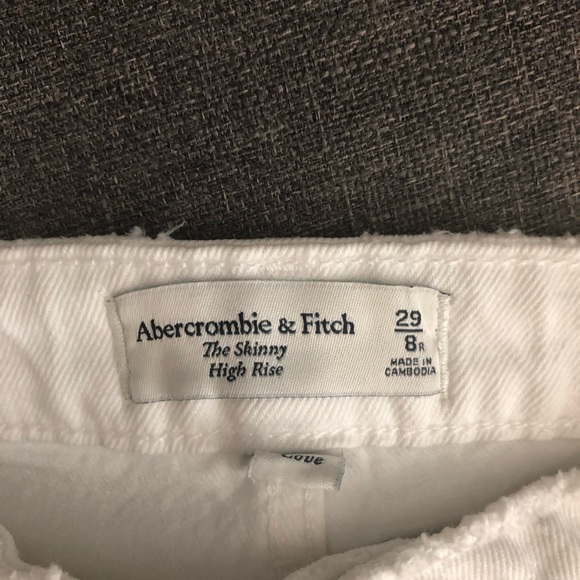 Abercrombie & Fitch
The Skinny
High Rise
29
8R
MADE IN
CAMBODIA